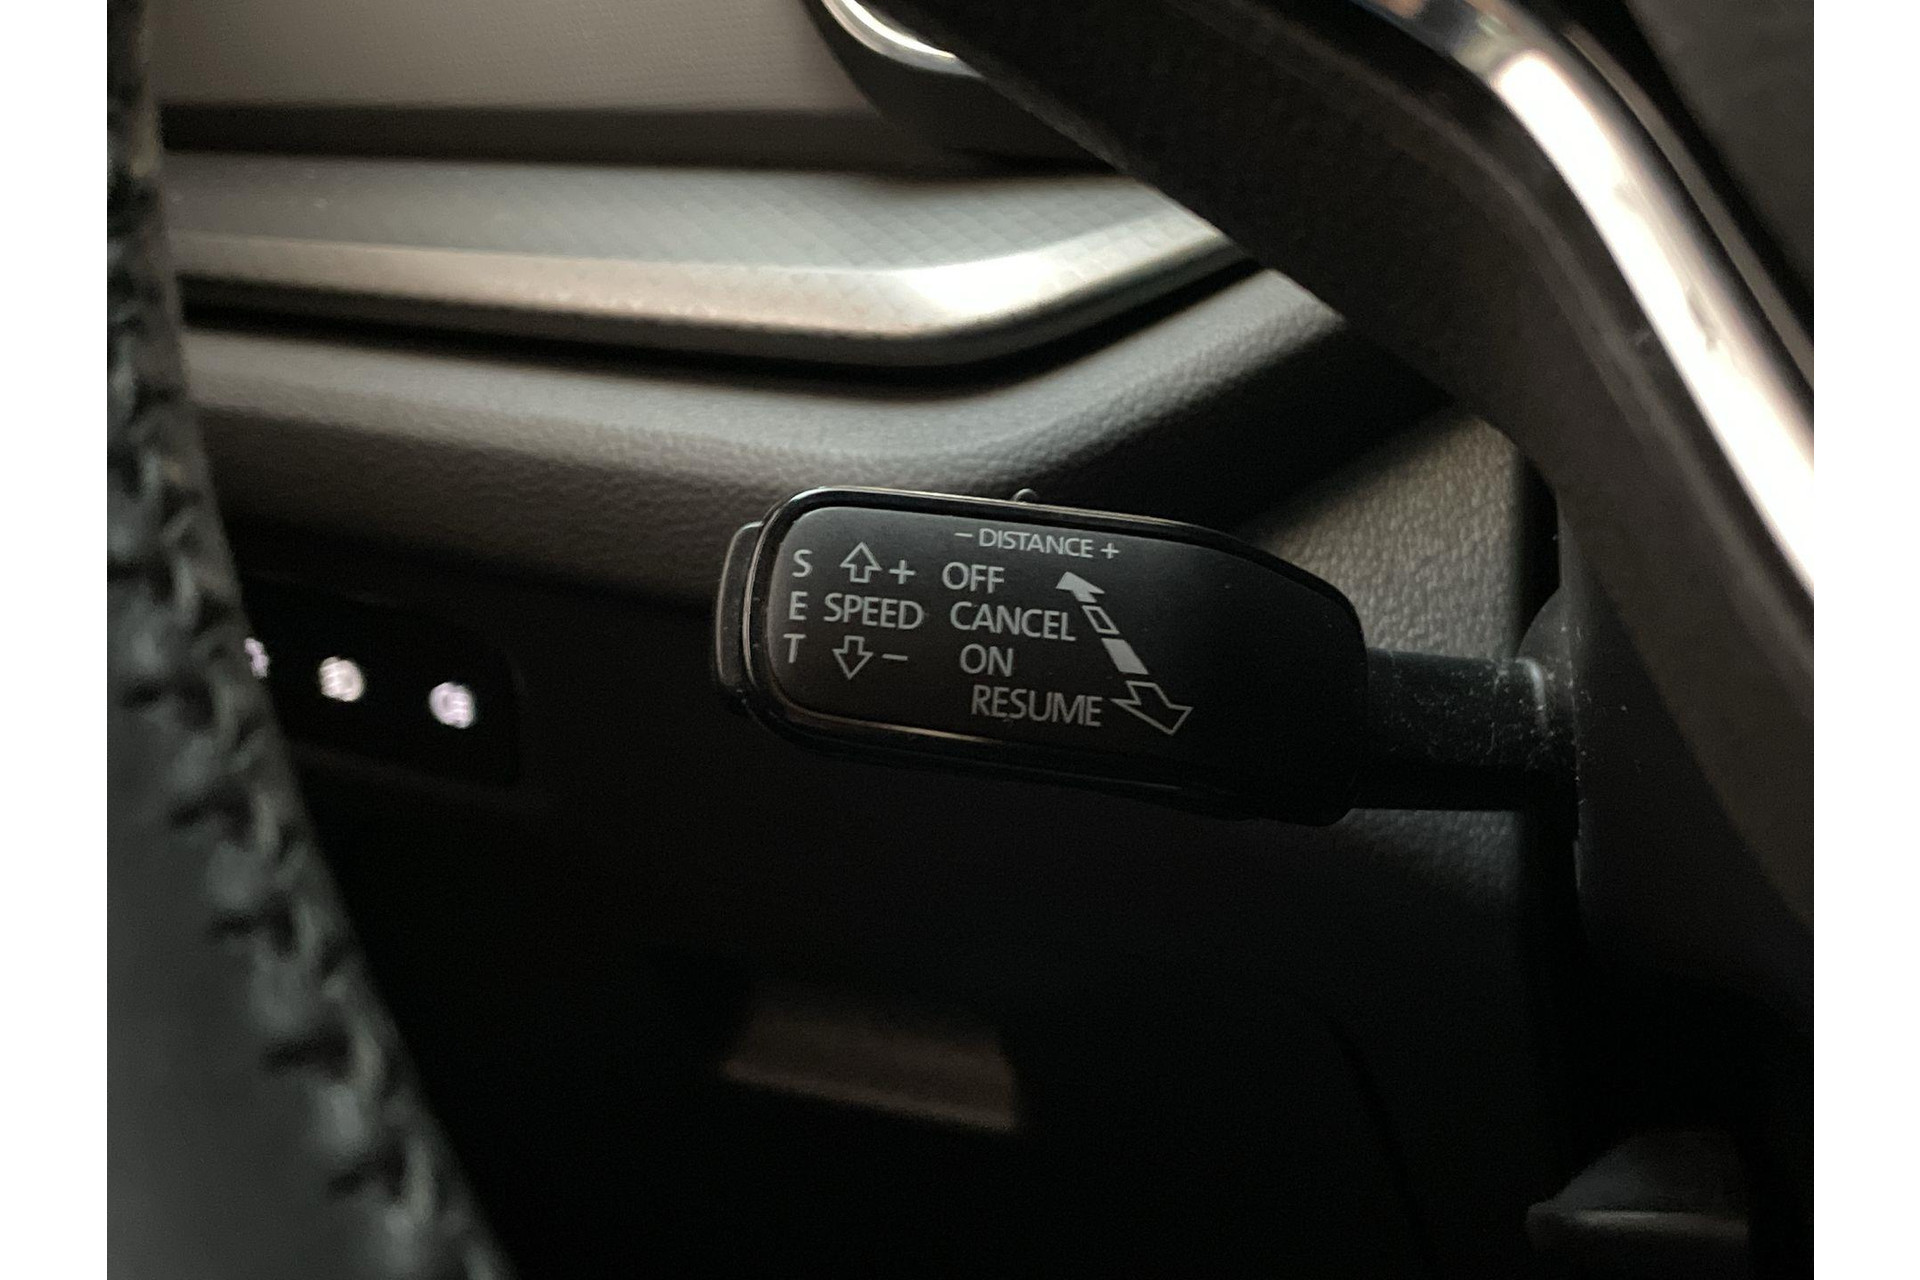 - DISTANCE +
S + OFF
E SPEED CANCEL
T - ON
RESUME